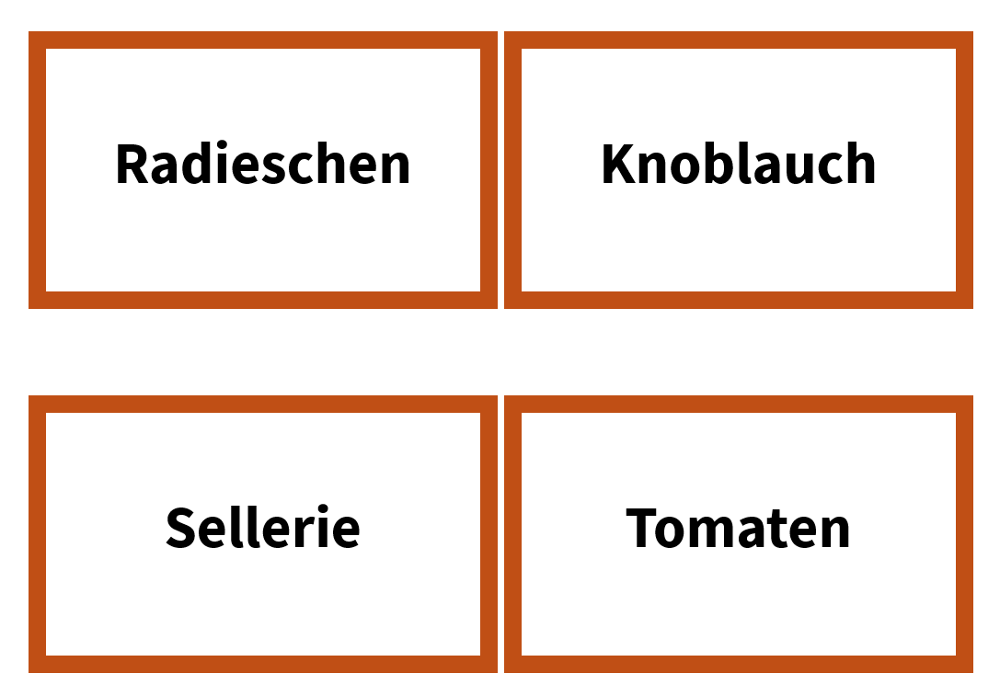 Radieschen
Knoblauch
Sellerie
Tomaten